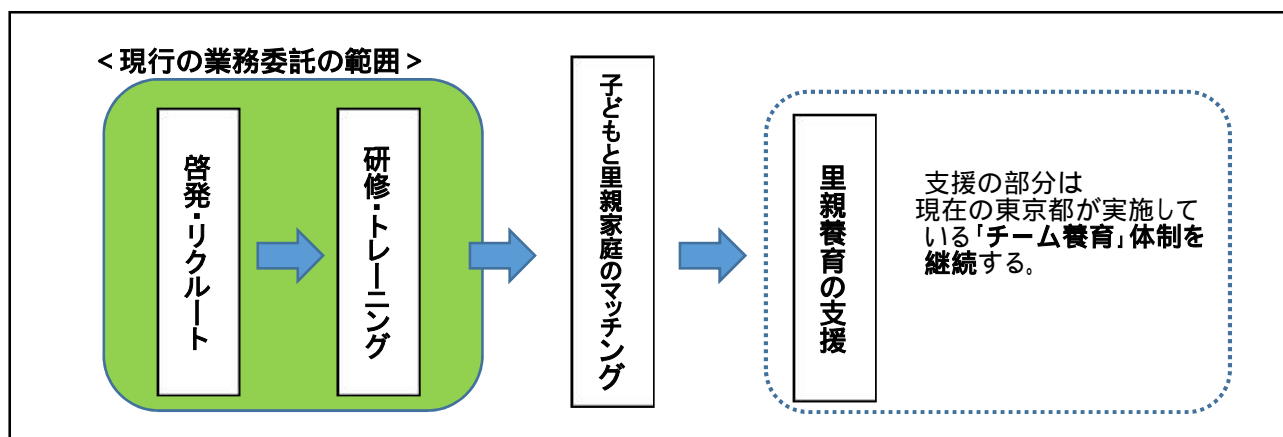 <現行の業務委託の範囲>
啓発・リクルート
研修・トレーニング
子どもと里親家庭のマッチング
里親養育の支援
支援の部分は
現在の東京都が実施して
いる「チーム養育」体制を
継続する。